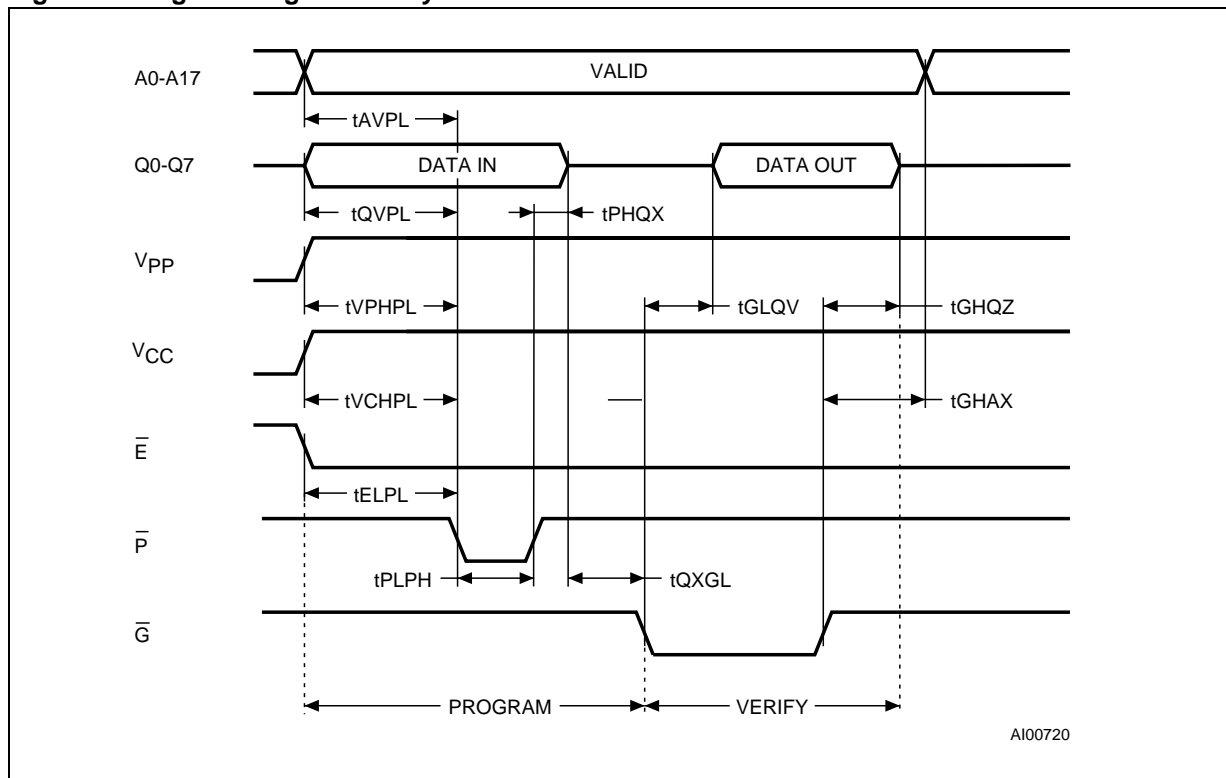 A0-A17
VALID
tAVPL
Q0-Q7
DATA IN
DATA OUT
tQVPL
tPHQX
VPP
tVPHPL
tGLQV
tGHQZ
VCC
tVCHPL
tGHAX
E̅
tELPL
P̅
tPLPH
tQXGL
G̅
PROGRAM
VERIFY
AI00720